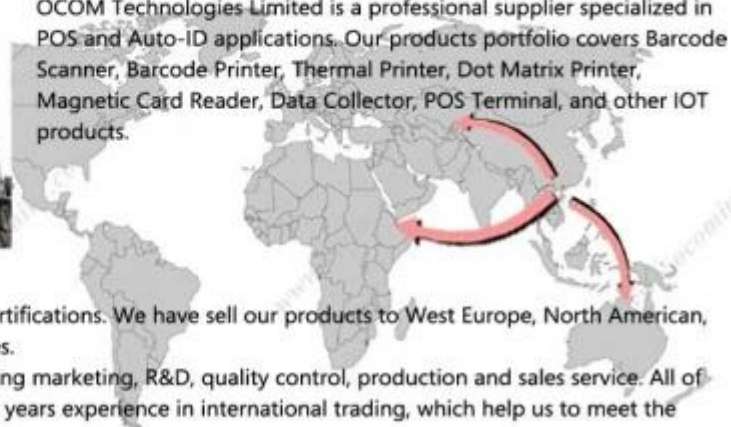 OCOM Technologies Limited is a professional supplier specialized in
POS and Auto-ID applications. Our products portfolio covers Barcode
Scanner, Barcode Printer, Thermal Printer, Dot Matrix Printer,
Magnetic Card Reader, Data Collector, POS Terminal, and other IOT
products.
rtifications. We have sell our products to West Europe, North American,
s.
ng marketing, R&D, quality control, production and sales service. All of
years experience in international trading, which help us to meet the